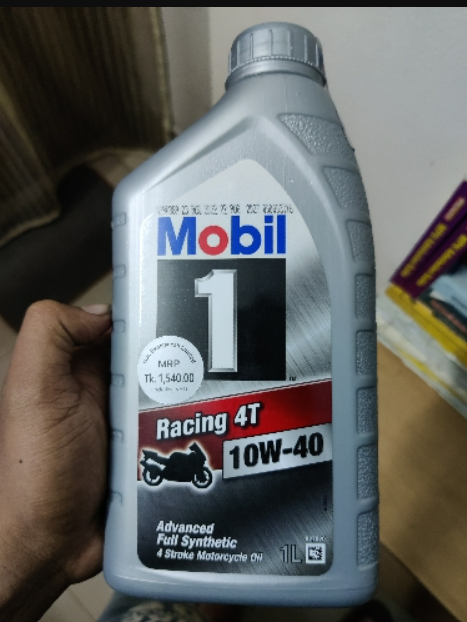 Mobil
1
MRP
Tk. 1,540.00
Racing 4T
10W-40
Advanced
Full Synthetic
4 Stroke Motorcycle Oil
1L